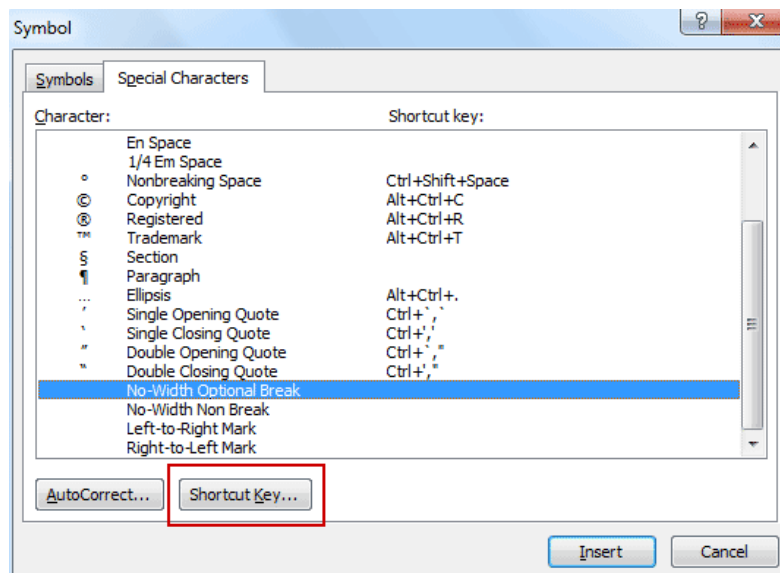 Symbol
Symbols Special Characters
Character: Shortcut key:
En Space
1/4 Em Space
° Nonbreaking Space Ctrl+Shift+Space
© Copyright Alt+Ctrl+C
® Registered Alt+Ctrl+R
™ Trademark Alt+Ctrl+T
§ Section
¶ Paragraph
… Ellipsis Alt+Ctrl+.
‘ Single Opening Quote Ctrl+`,`
’ Single Closing Quote Ctrl+','
“ Double Opening Quote Ctrl+`,"
” Double Closing Quote Ctrl+',"
No-Width Optional Break
No-Width Non Break
Left-to-Right Mark
Right-to-Left Mark
AutoCorrect... Shortcut Key...
Insert Cancel